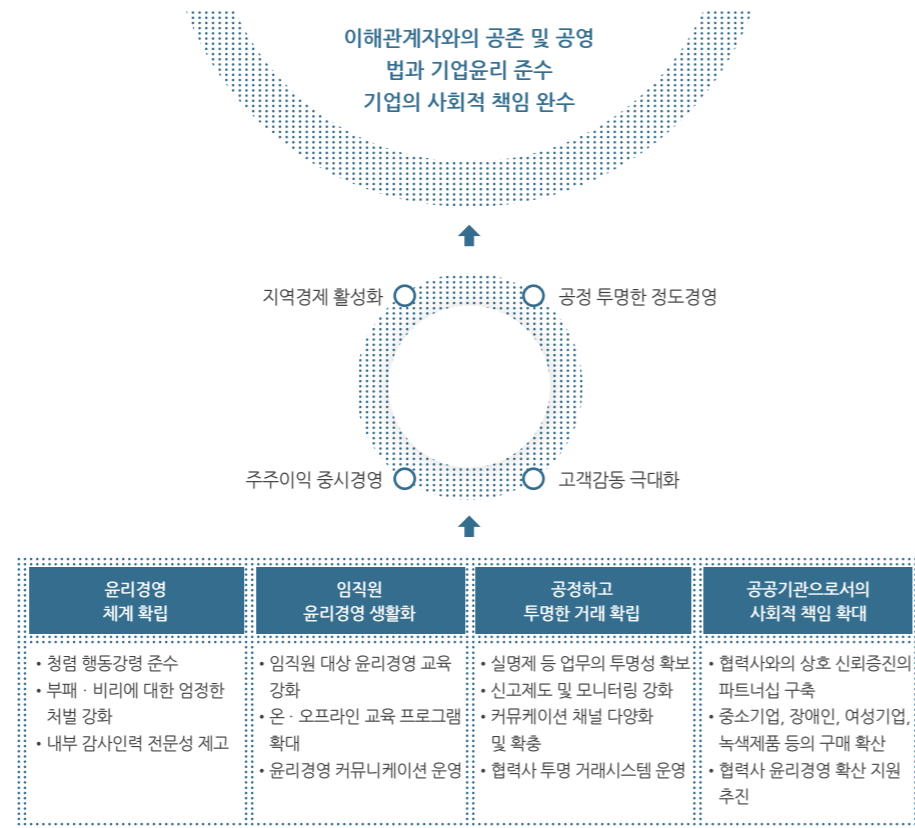 이해관계자와의 공존 및 공영
법과 기업윤리 준수
기업의 사회적 책임 완수
지역경제 활성화
공정 투명한 정도경영
주주이익 중시경영
고객감동 극대화
윤리경영
체계 확립
• 청렴 행동강령 준수
• 부패 · 비리에 대한 엄정한
처벌 강화
• 내부 감사인력 전문성 제고
임직원
윤리경영 생활화
• 임직원 대상 윤리경영 교육
강화
• 온 · 오프라인 교육 프로그램
확대
• 윤리경영 커뮤니케이션 운영
공정하고
투명한 거래 확립
• 실명제 등 업무의 투명성 확보
• 신고제도 및 모니터링 강화
• 커뮤케이션 채널 다양화
및 확충
• 협력사 투명 거래시스템 운영
공공기관으로서의
사회적 책임 확대
• 협력사와의 상호 신뢰증진의
파트너십 구축
• 중소기업, 장애인, 여성기업,
녹색제품 등의 구매 확산
• 협력사 윤리경영 확산 지원
추진